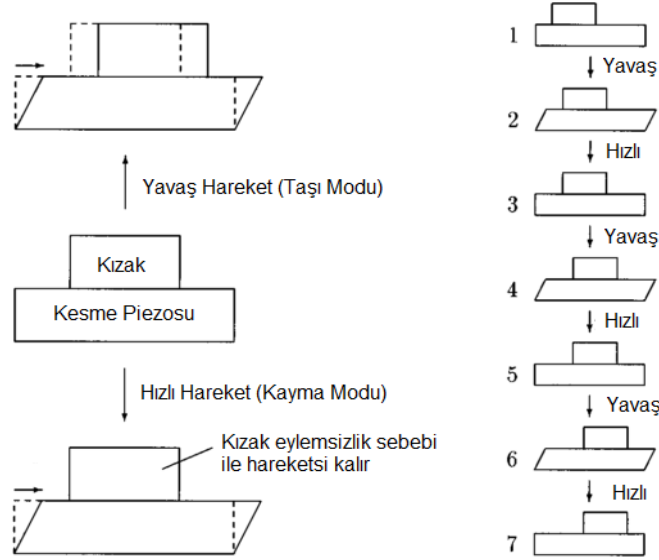 Yavaş Hareket (Taşı Modu)
Kızak
Kesme Piezosu
Hızlı Hareket (Kayma Modu)
Kızak eylemsizlik sebebi
ile hareketsi kalır
1
Yavaş
2
Hızlı
3
Yavaş
4
Hızlı
5
Yavaş
6
Hızlı
7